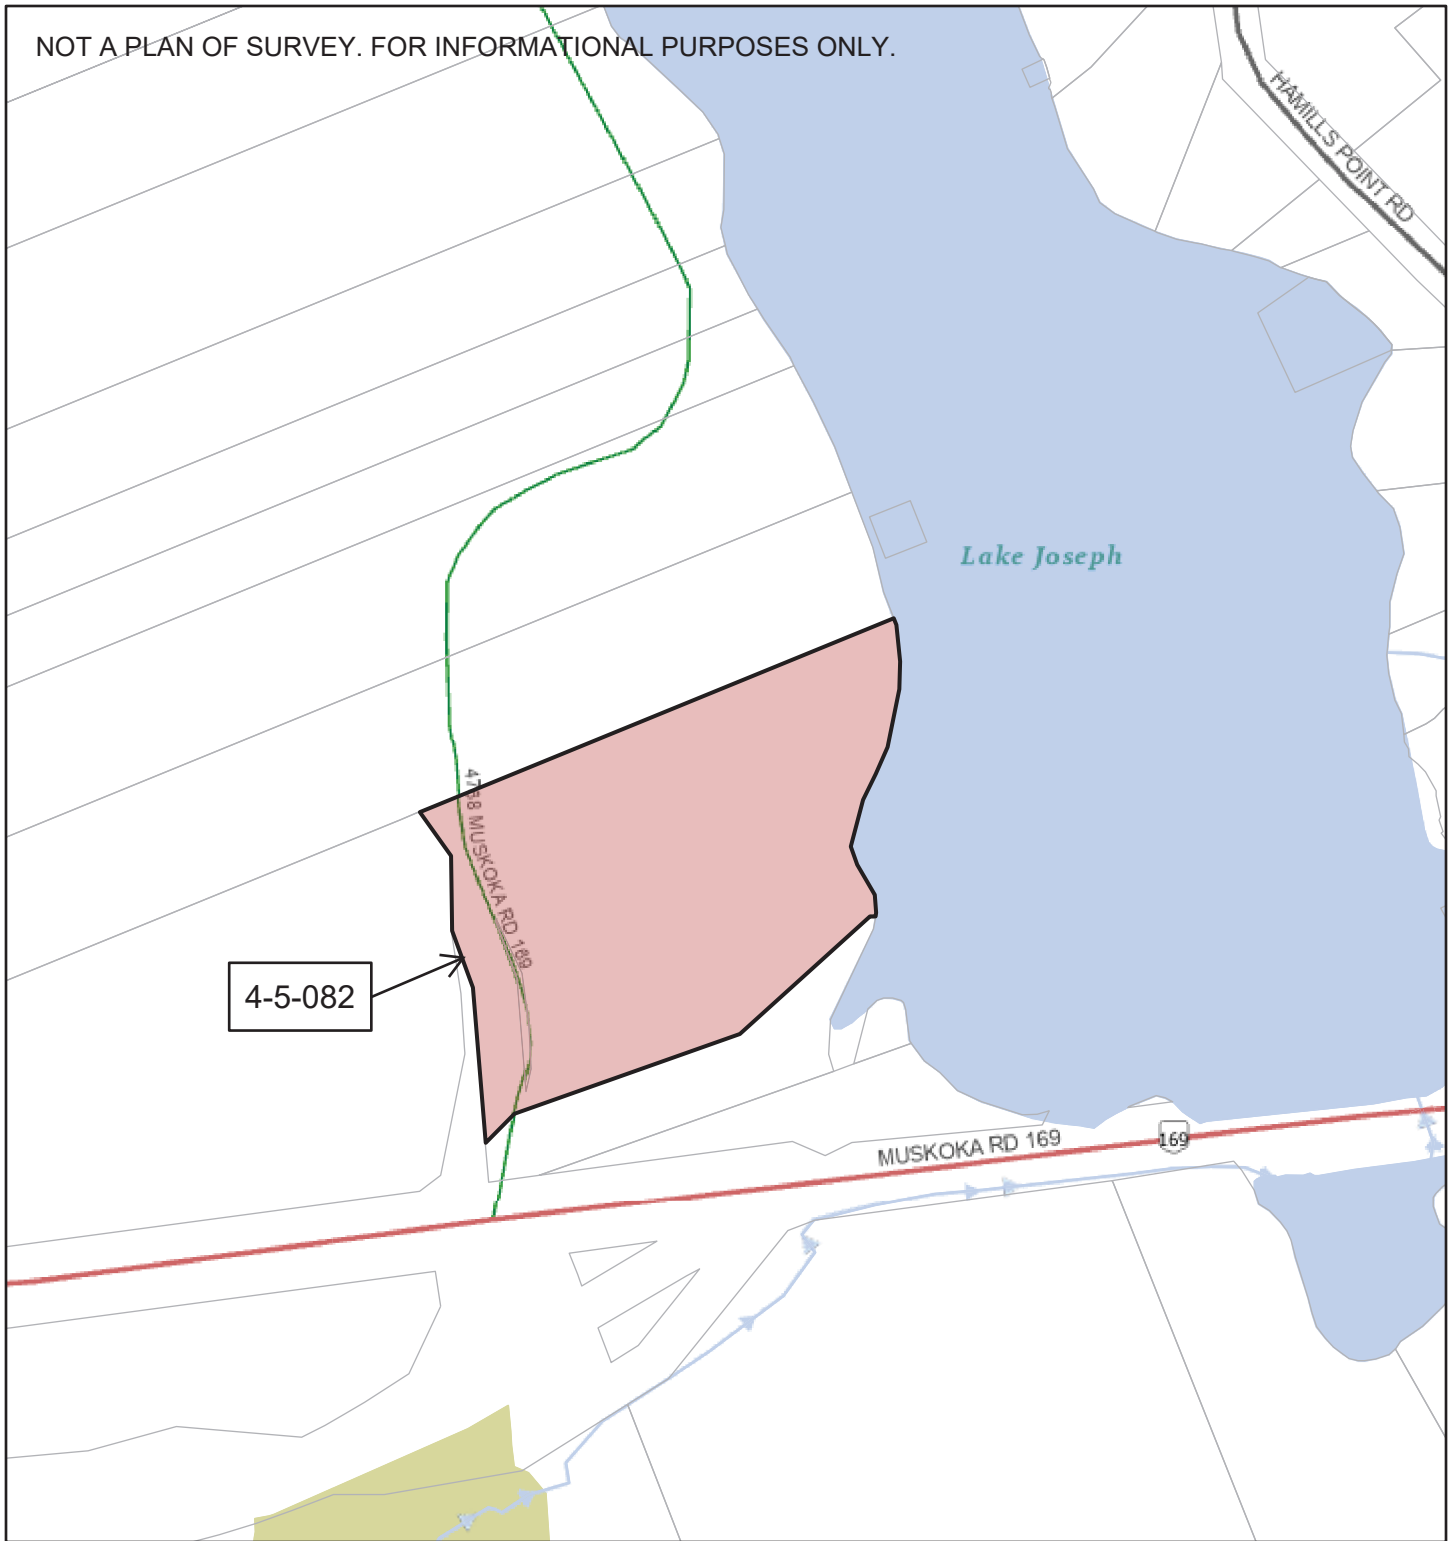 NOT A PLAN OF SURVEY. FOR INFORMATIONAL PURPOSES ONLY.
HAMILLS POINT RD
Lake Joseph
4788 MUSKOKA RD 169
4-5-082
MUSKOKA RD 169
169